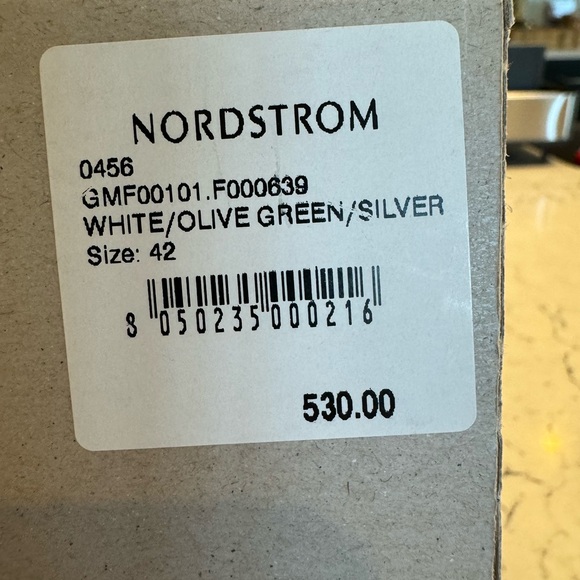 NORDSTROM
0456
GMF00101.F000639
WHITE/OLIVE GREEN/SILVER
Size: 42
8 050235 000216
530.00